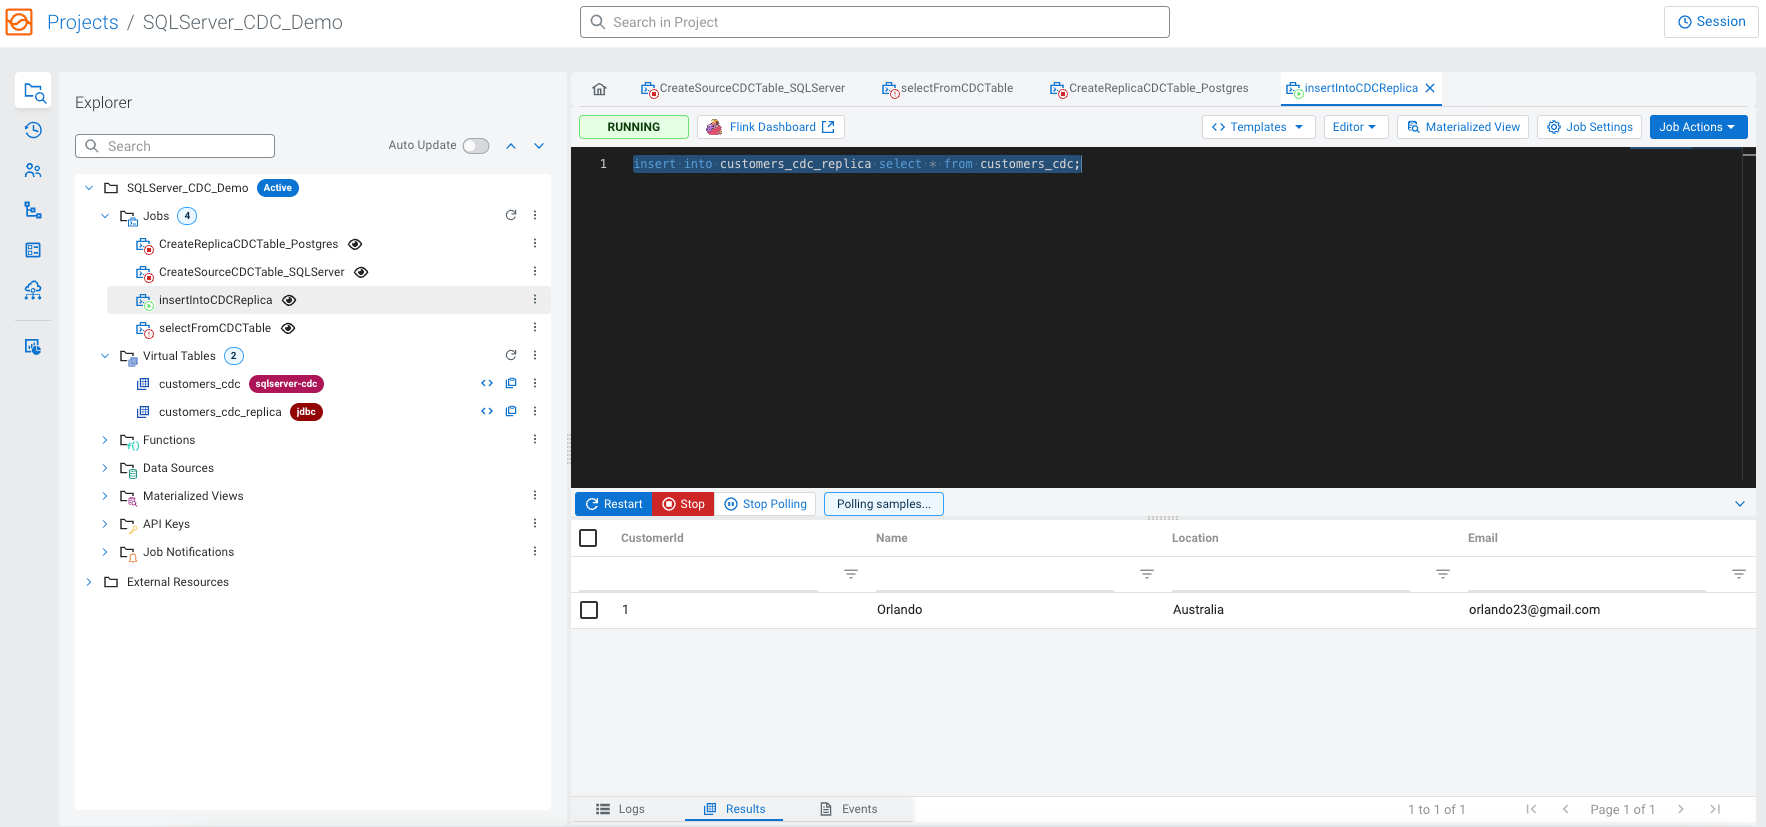 Projects / SQLServer_CDC_Demo
Search in Project
Session
Explorer
Search
Auto Update
SQLServer_CDC_Demo Active
Jobs 4
CreateReplicaCDCTable_Postgres
CreateSourceCDCTable_SQLServer
insertIntoCDCReplica
selectFromCDCTable
Virtual Tables 2
customers_cdc sqlserver-cdc
customers_cdc_replica jdbc
Functions
Data Sources
Materialized Views
API Keys
Job Notifications
External Resources
CreateSourceCDCTable_SQLServer selectFromCDCTable CreateReplicaCDCTable_Postgres insertIntoCDCReplica
RUNNING Flink Dashboard Templates Editor Materialized View Job Settings Job Actions
1 insert into customers_cdc_replica select * from customers_cdc;
Restart Stop Stop Polling Polling samples...
CustomerId Name Location Email
1 Orlando Australia orlando23@gmail.com
Logs Results Events 1 to 1 of 1 Page 1 of 1